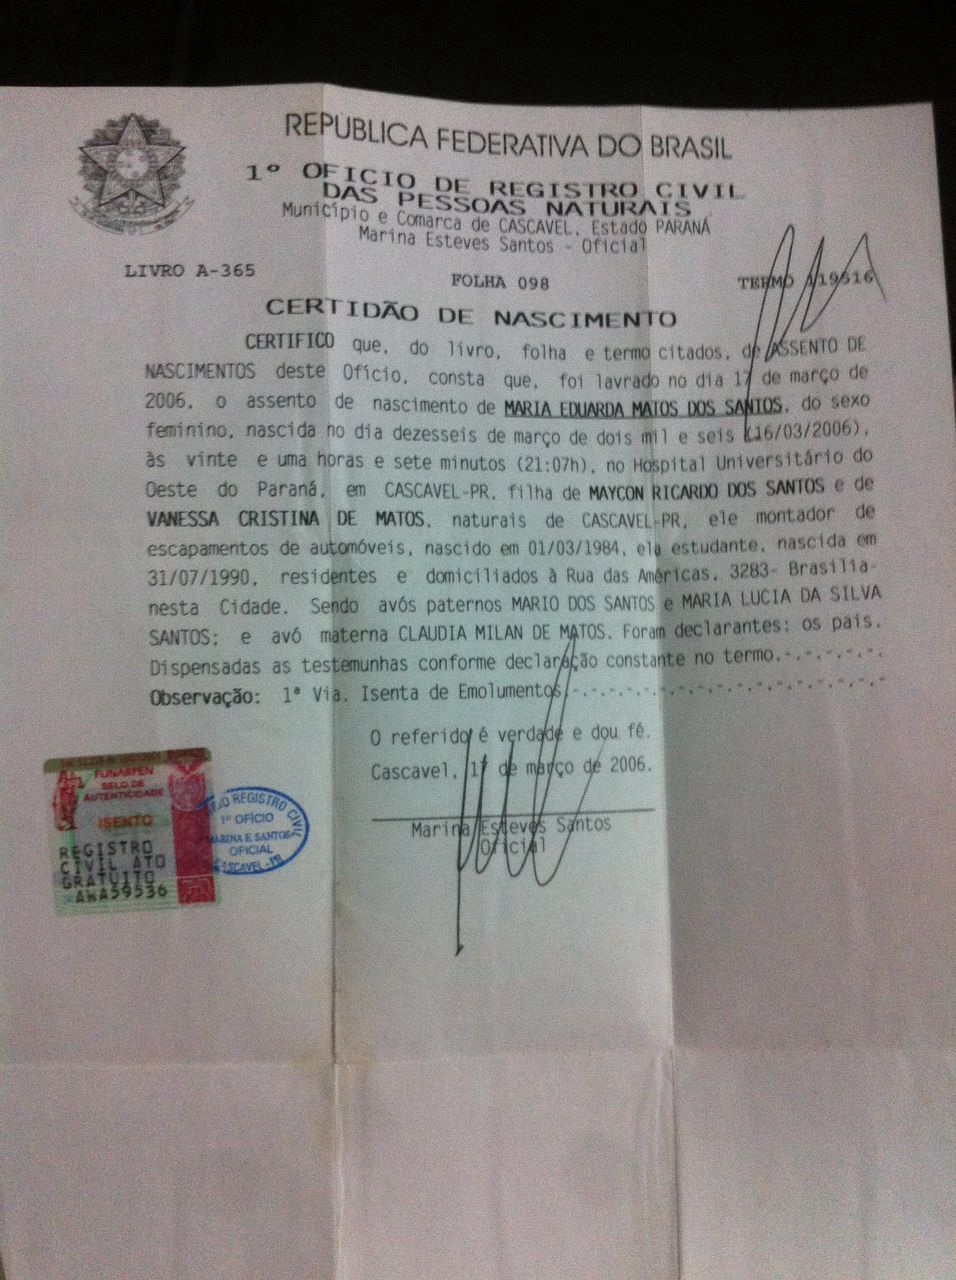 REPUBLICA FEDERATIVA DO BRASIL
1º OFICIO DE REGISTRO CIVIL
DAS PESSOAS NATURAIS
Município e Comarca de CASCAVEL, Estado PARANÁ
Marina Esteves Santos - Oficial
LIVRO A-365 FOLHA 098 TERMO 119516
CERTIDÃO DE NASCIMENTO
CERTIFICO que, do livro, folha e termo citados, de ASSENTO DE
NASCIMENTOS deste Ofício, consta que, foi lavrado no dia 17 de março de
2006, o assento de nascimento de MARIA EDUARDA MATOS DOS SANTOS, do sexo
feminino, nascida no dia dezesseis de março de dois mil e seis (16/03/2006),
às vinte e uma horas e sete minutos (21:07h), no Hospital Universitário do
Oeste do Paraná, em CASCAVEL-PR, filha de MAYCON RICARDO DOS SANTOS e de
VANESSA CRISTINA DE MATOS, naturais de CASCAVEL-PR, ele montador de
escapamentos de automóveis, nascido em 01/03/1984, ela estudante, nascida em
31/07/1990, residentes e domiciliados à Rua das Américas, 3283- Brasilia-
nesta Cidade. Sendo avós paternos MARIO DOS SANTOS e MARIA LUCIA DA SILVA
SANTOS; e avó materna CLAUDIA MILAN DE MATOS. Foram declarantes: os pais.
Dispensadas as testemunhas conforme declaração constante no termo.-.-.-.-.-.
Observação: 1ª Via. Isenta de Emolumentos.-.-.-.-.-.-.-.-.-.-.-.-.-.-.-.-
O referido é verdade e dou fé.
Cascavel, 17 de março de 2006.
Marina Esteves Santos
Oficial
FUNARPEN
SELO DE
AUTENTICIDADE
ISENTO
REGISTRO
CIVIL ATO
GRATUITO
AWA59536
REGISTRO CIVIL
1º OFÍCIO
MARINA E. SANTOS
OFICIAL
CASCAVEL-PR